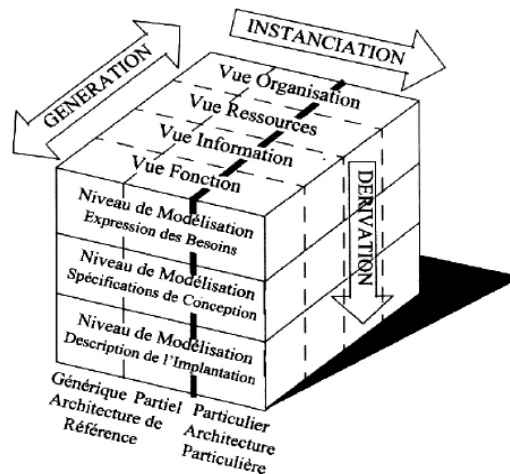 INSTANCIATION
GENERATION
Vue Organisation
Vue Ressources
Vue Information
Vue Fonction
DERIVATION
Niveau de Modélisation
Expression des Besoins
Niveau de Modélisation
Spécifications de Conception
Niveau de Modélisation
Description de l'Implantation
Générique Partiel Particulier
Architecture de Architecture
Référence Particulière